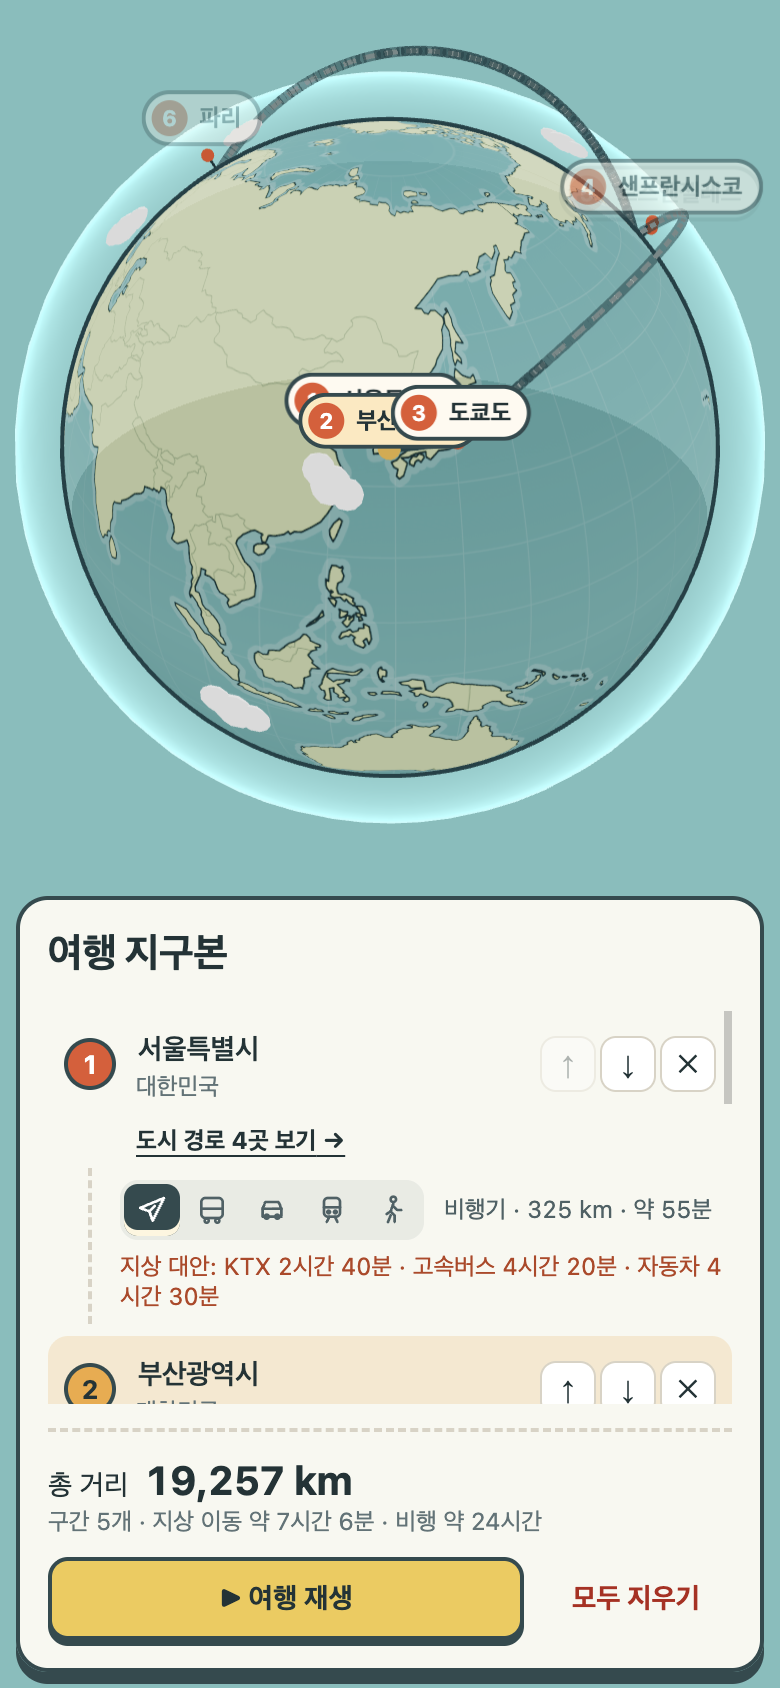 6 파리
4 샌프란시스코
2 부산
3 도쿄도
여행 지구본
1 서울특별시
대한민국
도시 경로 4곳 보기 →
비행기 · 325 km · 약 55분
지상 대안: KTX 2시간 40분 · 고속버스 4시간 20분 · 자동차 4
시간 30분
2 부산광역시
총 거리 19,257 km
구간 5개 · 지상 이동 약 7시간 6분 · 비행 약 24시간
▶ 여행 재생
모두 지우기